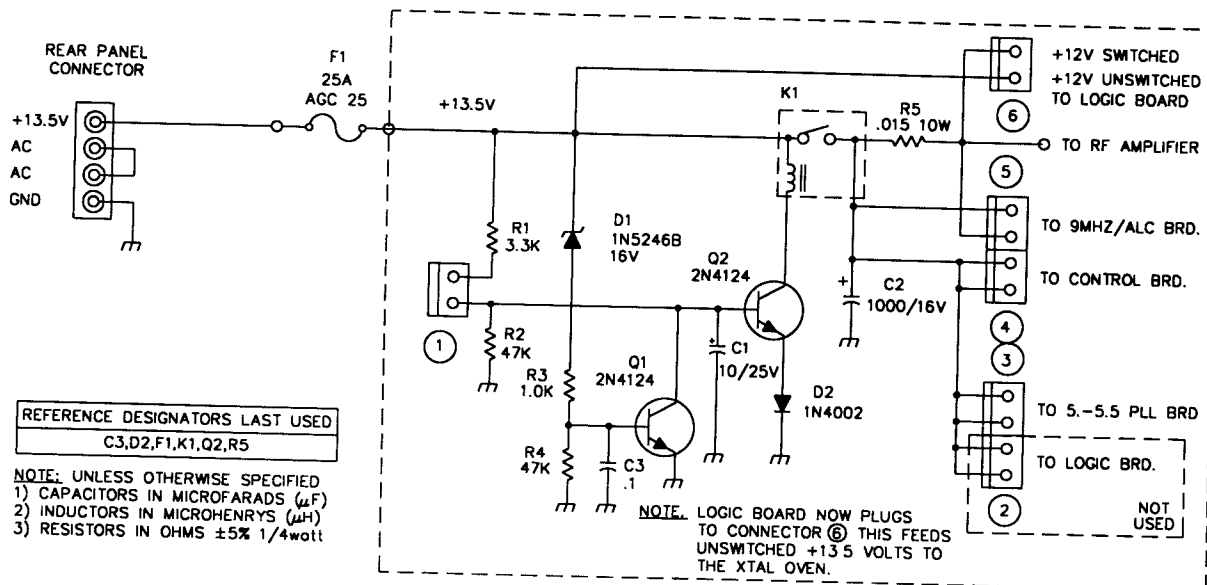 REAR PANEL
CONNECTOR
+13.5V
AC
AC
GND
F1
25A
AGC 25
+13.5V
R1
3.3K
D1
1N5246B
16V
K1
R5
.015 10W
+12V SWITCHED
+12V UNSWITCHED
TO LOGIC BOARD
6
TO RF AMPLIFIER
5
TO 9MHZ/ALC BRD.
TO CONTROL BRD.
4
3
Q2
2N4124
+
C2
1000/16V
1
R2
47K
R3
1.0K
Q1
2N4124
+
C1
10/25V
D2
1N4002
R4
47K
C3
.1
TO 5.-5.5 PLL BRD
TO LOGIC BRD.
2
NOT
USED
REFERENCE DESIGNATORS LAST USED
C3,D2,F1,K1,Q2,R5
NOTE: UNLESS OTHERWISE SPECIFIED
1) CAPACITORS IN MICROFARADS (µF)
2) INDUCTORS IN MICROHENRYS (µH)
3) RESISTORS IN OHMS ±5% 1/4watt
NOTE. LOGIC BOARD NOW PLUGS
TO CONNECTOR ⑥ THIS FEEDS
UNSWITCHED +13 5 VOLTS TO
THE XTAL OVEN.